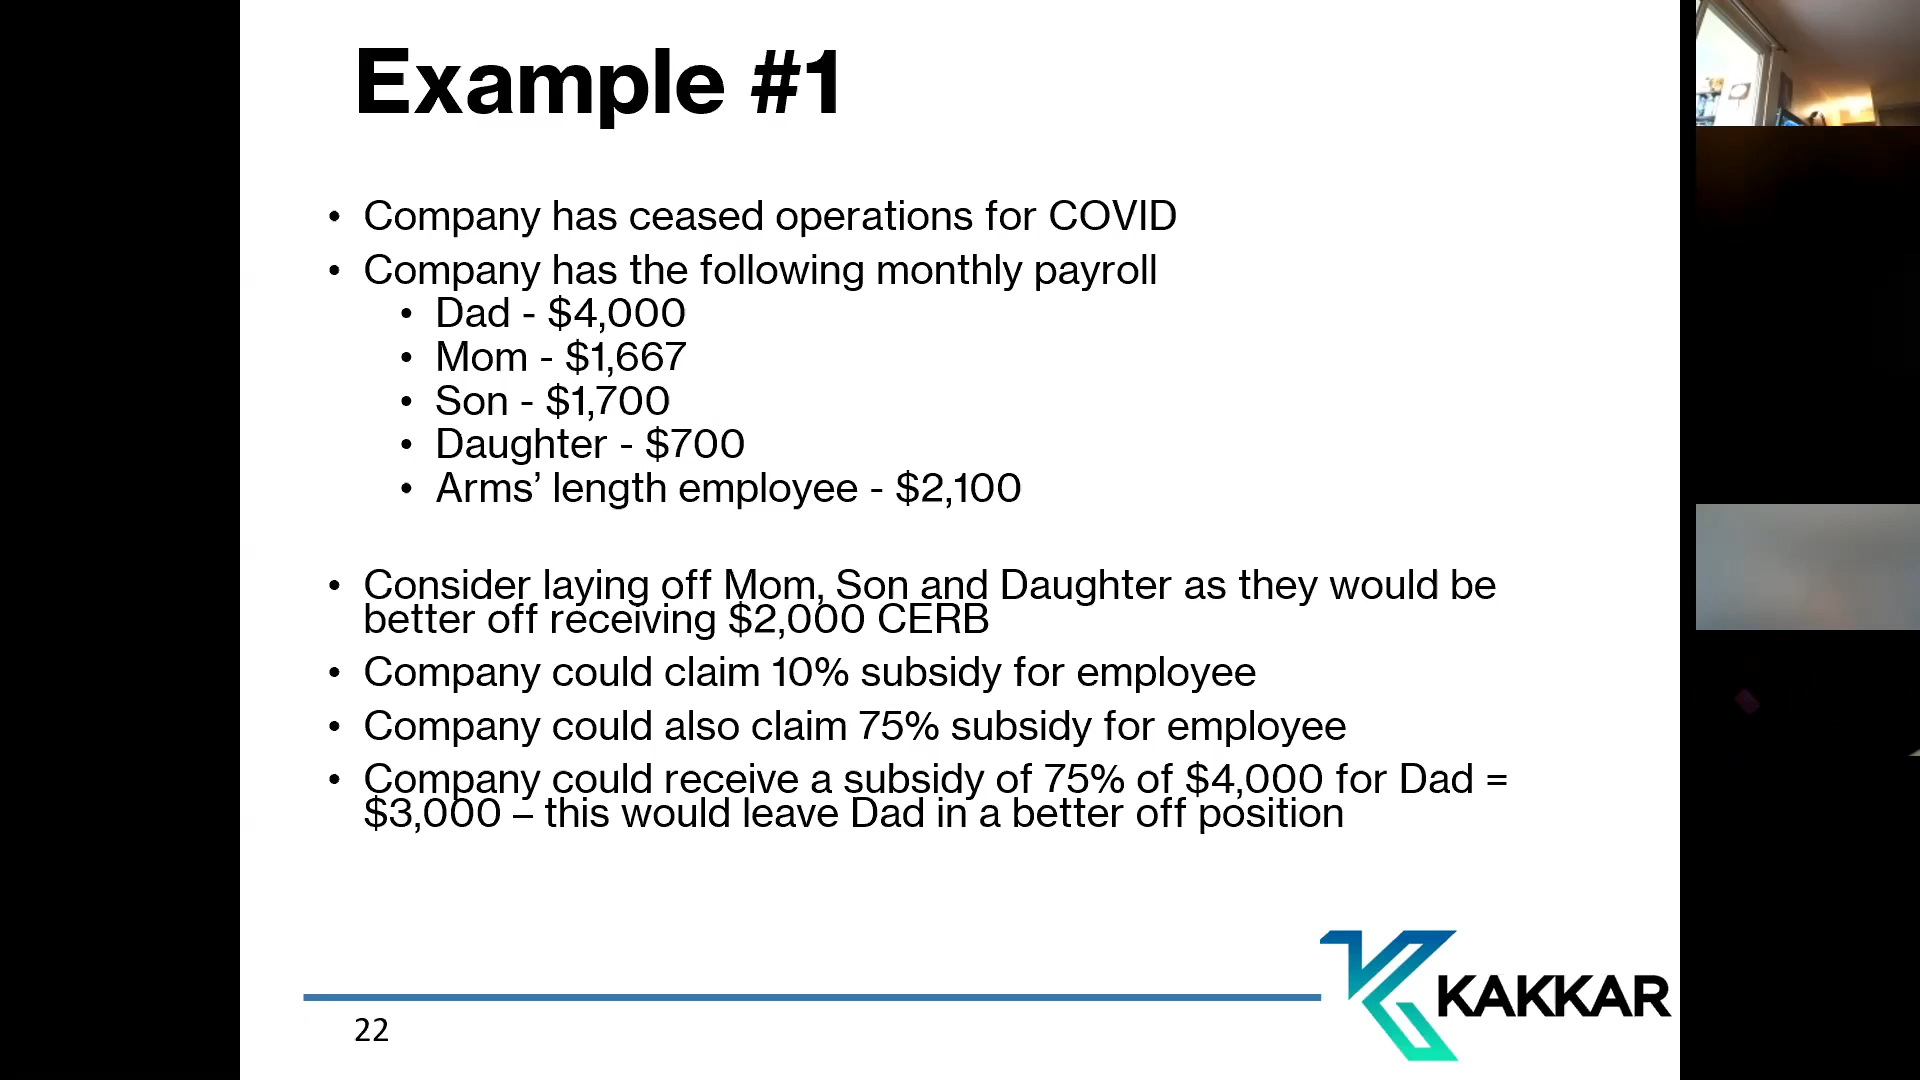 Example #1
• Company has ceased operations for COVID
• Company has the following monthly payroll
• Dad - $4,000
• Mom - $1,667
• Son - $1,700
• Daughter - $700
• Arms’ length employee - $2,100
• Consider laying off Mom, Son and Daughter as they would be
better off receiving $2,000 CERB
• Company could claim 10% subsidy for employee
• Company could also claim 75% subsidy for employee
• Company could receive a subsidy of 75% of $4,000 for Dad =
$3,000 – this would leave Dad in a better off position
KAKKAR
22